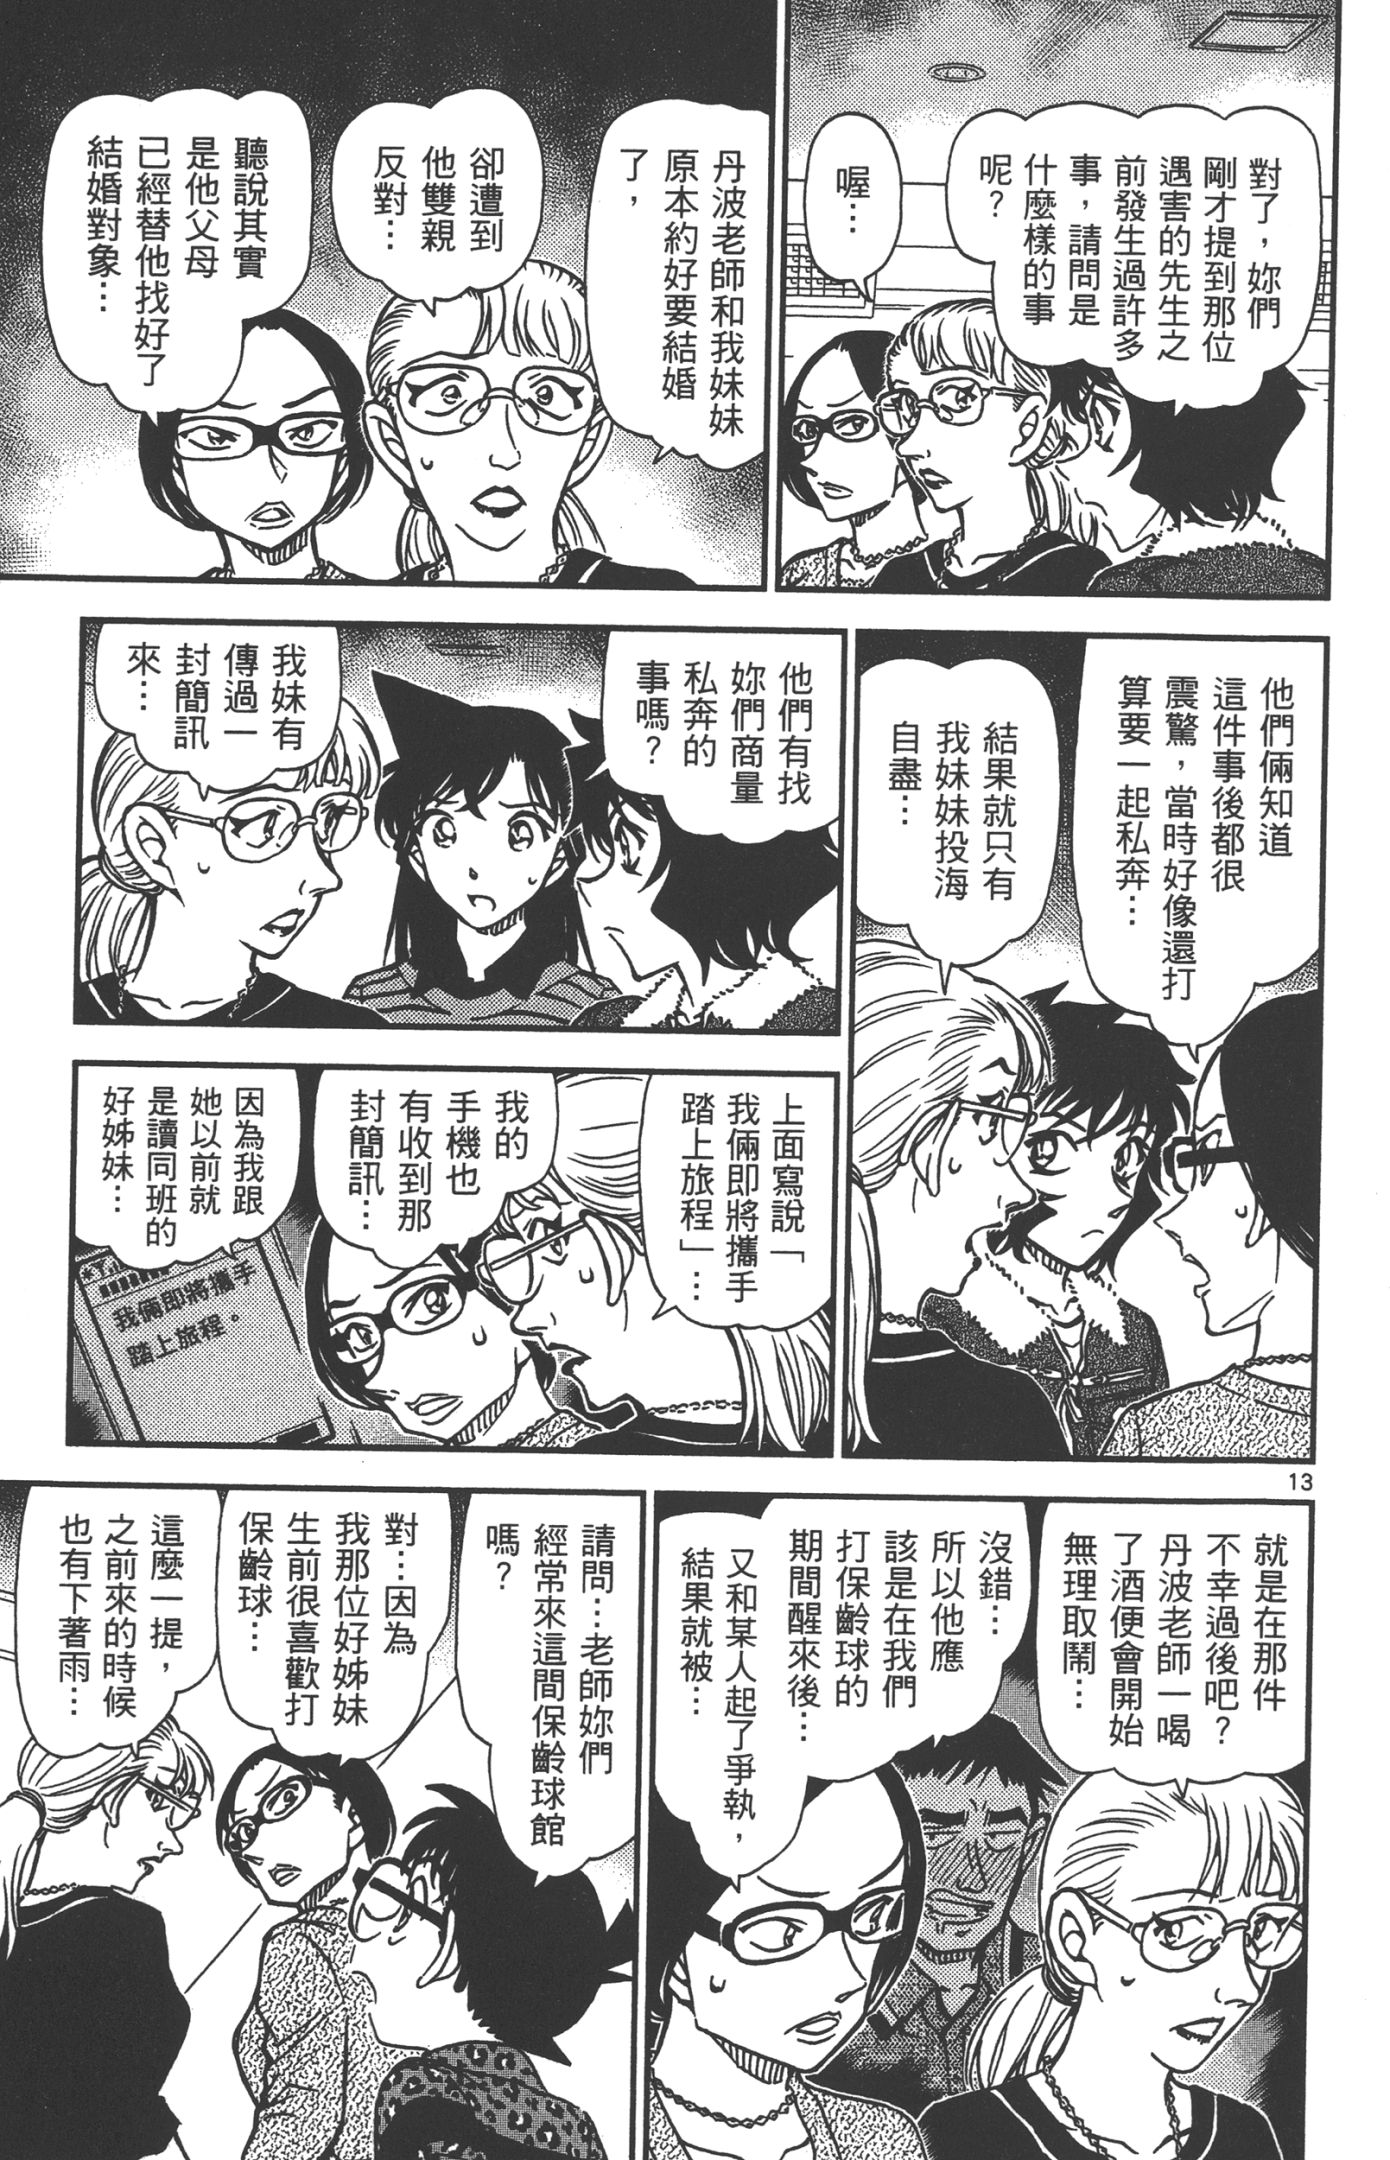 對了，妳們
剛才提到那位
遇害的先生之
前發生過許多
事，請問是
什麼樣的事
呢？
喔…
丹波老師和我妹妹
原本約好要結婚
了，
卻遭到
他雙親
反對…
聽說其實
是他父母
已經替他找好了
結婚對象…
他們倆知道
這件事後都很
震驚，當時好像還打
算要一起私奔…
結果就只有
我妹妹投海
自盡…
他們有找
妳們商量
私奔的
事嗎？
我妹有
傳過一
封簡訊
來…
上面寫說「
我倆即將攜手
踏上旅程」…
我的
手機也
有收到那
封簡訊…
因為我跟
她以前就
是讀同班的
好姊妹…
我倆即將攜手
踏上旅程。
13
就是在那件
不幸過後吧？
丹波老師一喝
了酒便會開始
無理取鬧…
沒錯…
所以他應
該是在我們
打保齡球的
期間醒來後…
又和某人起了爭執，
結果就被…
請問…老師妳們
經常來這間保齡球館
嗎？
對…因為
我那位好姊妹
生前很喜歡打
保齡球…
這麼一提，
之前來的時候
也有下著雨…